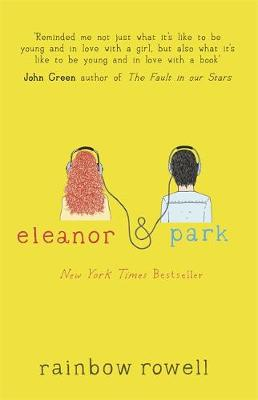 'Reminded me not just what it's like to be
young and in love with a girl, but also what it's
like to be young and in love with a book'
John Green author of The Fault in our Stars
eleanor & park
New York Times Bestseller
rainbow rowell